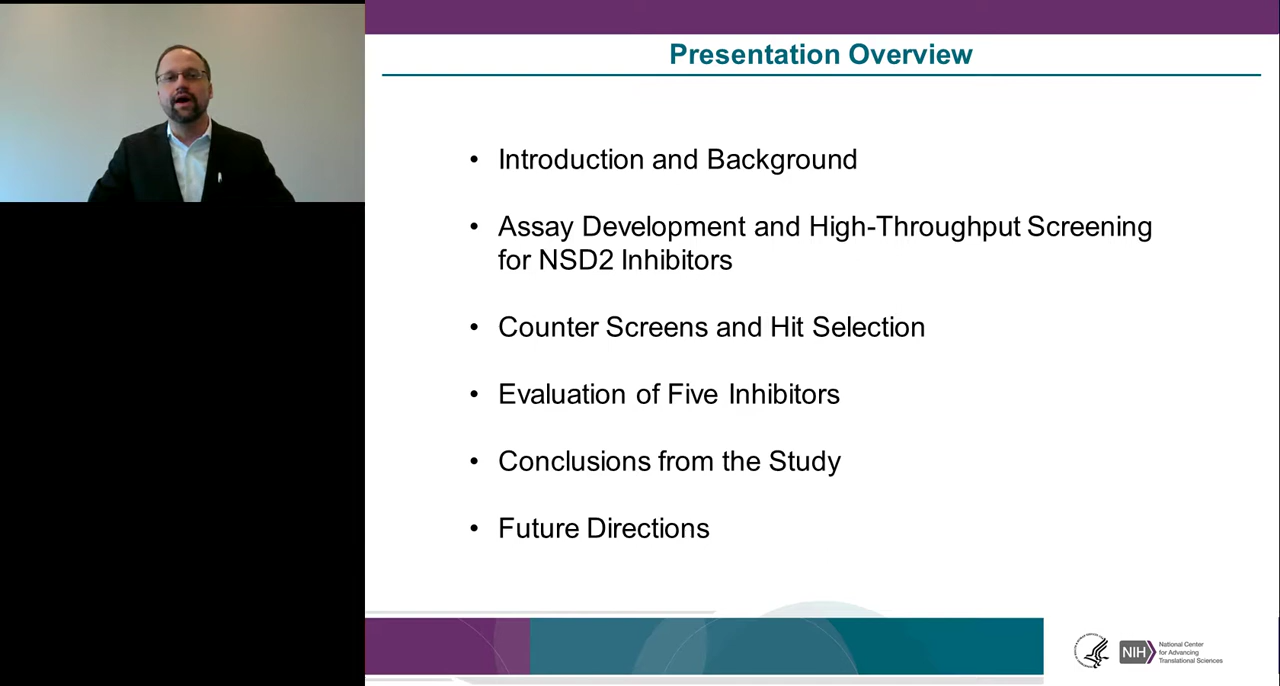 Presentation Overview
• Introduction and Background
• Assay Development and High-Throughput Screening
for NSD2 Inhibitors
• Counter Screens and Hit Selection
• Evaluation of Five Inhibitors
• Conclusions from the Study
• Future Directions
NIH
National Center
for Advancing
Translational Sciences